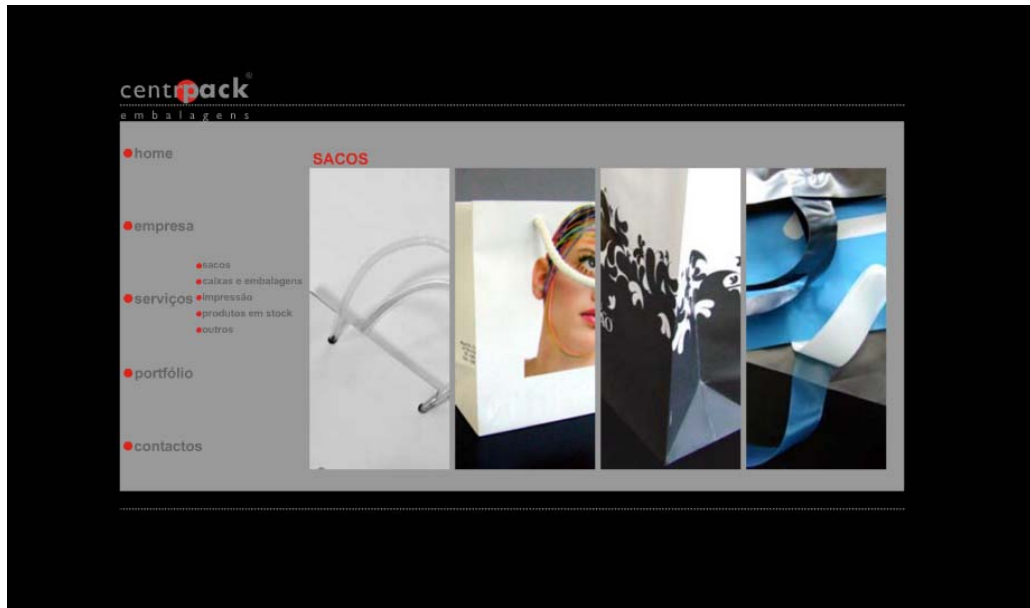 centrpack®
embalagens
home
SACOS
empresa
sacos
caixas e embalagens
serviços
impressão
produtos em stock
outros
portfólio
contactos